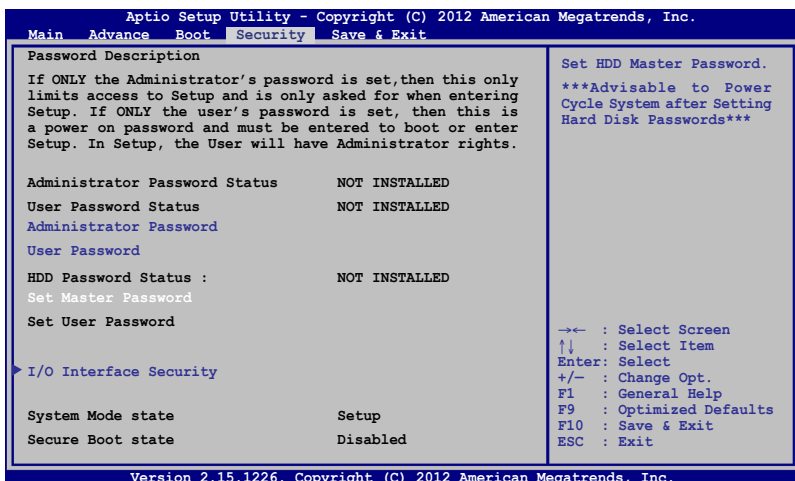 Aptio Setup Utility - Copyright (C) 2012 American Megatrends, Inc.
Main Advance Boot Security Save & Exit
Password Description
If ONLY the Administrator's password is set,then this only
limits access to Setup and is only asked for when entering
Setup. If ONLY the user's password is set, then this is
a power on password and must be entered to boot or enter
Setup. In Setup, the User will have Administrator rights.
Administrator Password Status NOT INSTALLED
User Password Status NOT INSTALLED
Administrator Password
User Password
HDD Password Status : NOT INSTALLED
Set Master Password
Set User Password
I/O Interface Security
System Mode state Setup
Secure Boot state Disabled
Set HDD Master Password.
***Advisable to Power
Cycle System after Setting
Hard Disk Passwords***
→← : Select Screen
↑↓ : Select Item
Enter: Select
+/— : Change Opt.
F1 : General Help
F9 : Optimized Defaults
F10 : Save & Exit
ESC : Exit
Version 2.15.1226. Copyright (C) 2012 American Megatrends, Inc.